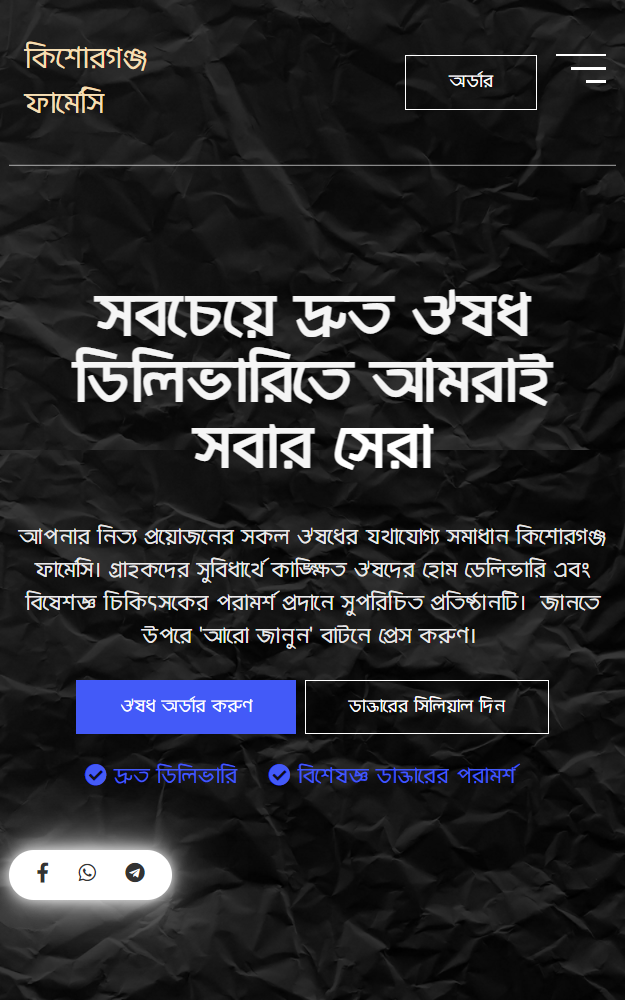 কিশোরগঞ্জ
ফার্মেসি
অর্ডার
সবচেয়ে দ্রুত ঔষধ
ডিলিভারিতে আমরাই
সবার সেরা
আপনার নিত্য প্রয়োজনের সকল ঔষধের যথাযোগ্য সমাধান কিশোরগঞ্জ
ফার্মেসি। গ্রাহকদের সুবিধার্থে কাঙ্ক্ষিত ঔষদের হোম ডেলিভারি এবং
বিষেশজ্ঞ চিকিৎসকের পরামর্শ প্রদানে সুপরিচিত প্রতিষ্ঠানটি। জানতে
উপরে 'আরো জানুন' বাটনে প্রেস করুণ।
ঔষধ অর্ডার করুণ
ডাক্তারের সিলিয়াল দিন
দ্রুত ডিলিভারি
বিশেষজ্ঞ ডাক্তারের পরামর্শ